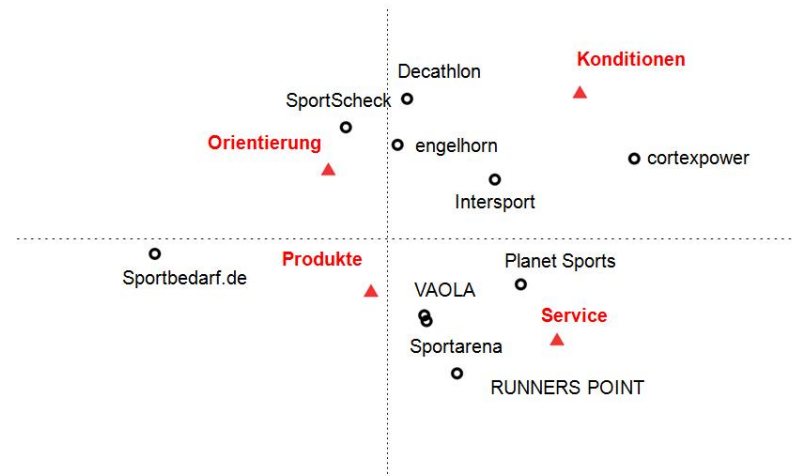 Konditionen
Decathlon
SportScheck
Orientierung
engelhorn
cortexpower
Intersport
Produkte
Planet Sports
Sportbedarf.de
VAOLA
Service
Sportarena
RUNNERS POINT